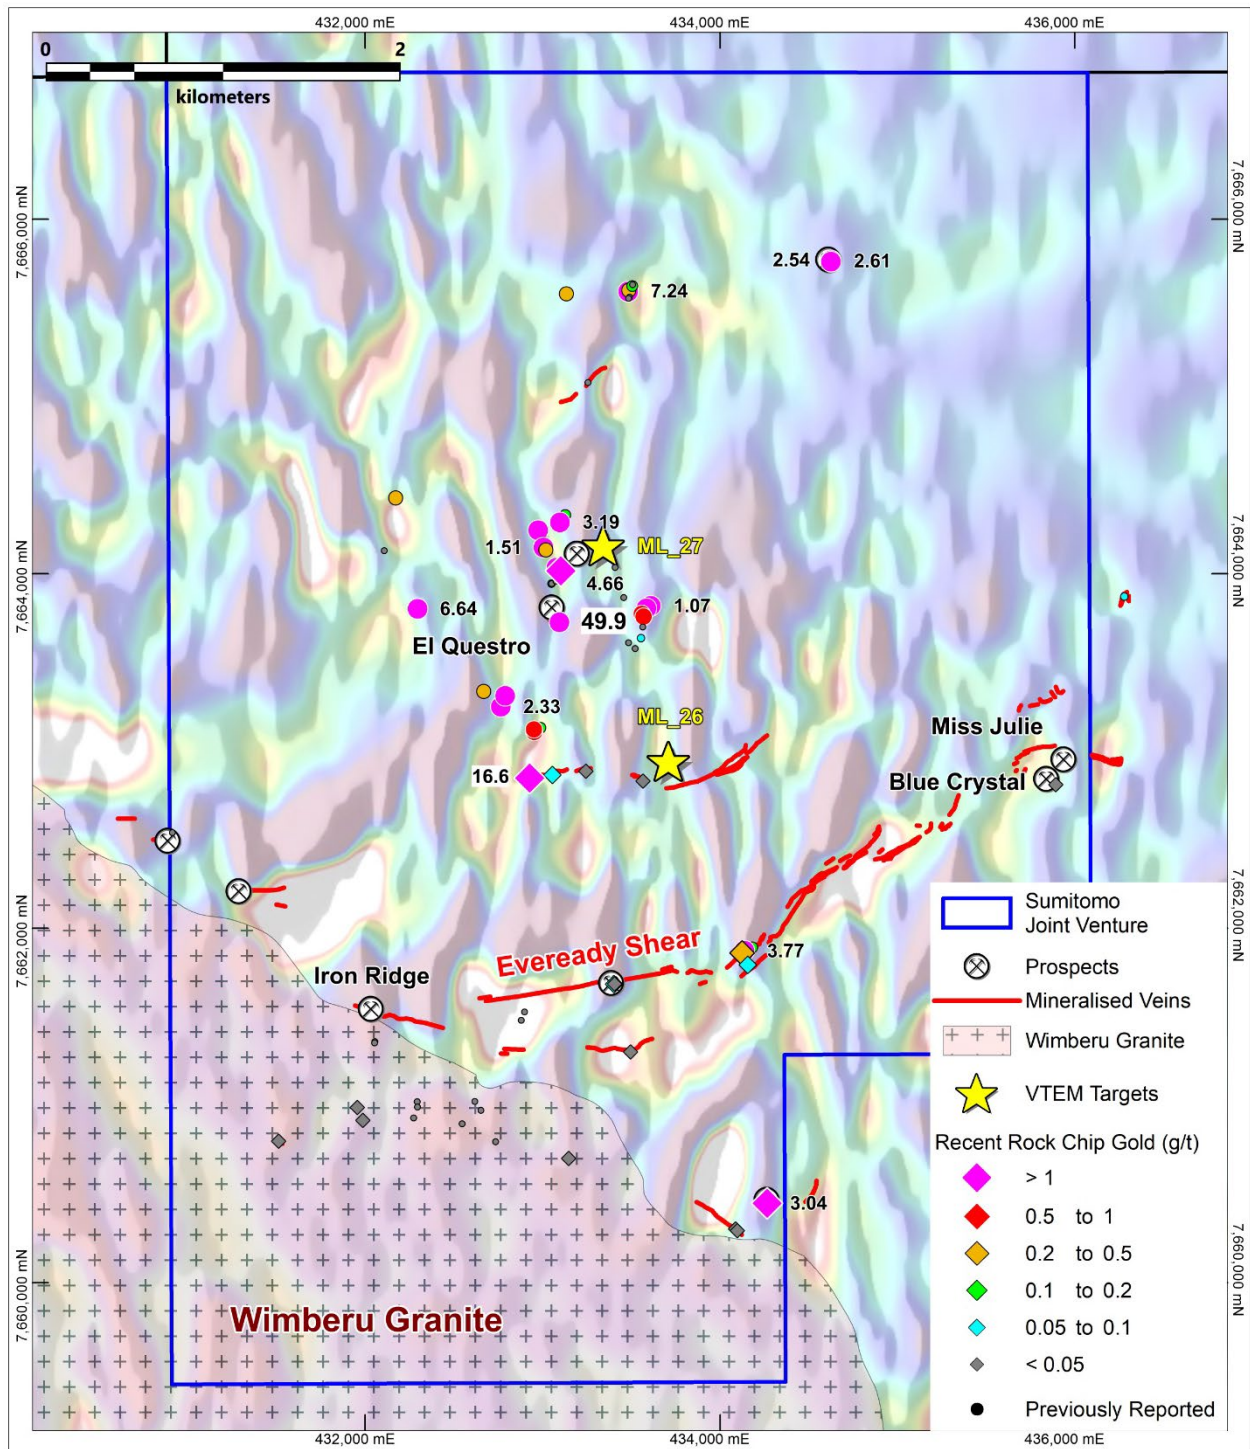 432,000 mE
434,000 mE
436,000 mE
0
2
kilometers
7,666,000 mN
7,666,000 mN
2.54
2.61
7.24
3.19
1.51
ML_27
7,664,000 mN
7,664,000 mN
4.66
6.64
1.07
49.9
El Questro
2.33
ML_26
Miss Julie
16.6
Blue Crystal
7,662,000 mN
7,662,000 mN
Eveready Shear
3.77
Iron Ridge
3.04
7,660,000 mN
7,660,000 mN
Wimberu Granite
Sumitomo
Joint Venture
Prospects
Mineralised Veins
Wimberu Granite
VTEM Targets
Recent Rock Chip Gold (g/t)
> 1
0.5 to 1
0.2 to 0.5
0.1 to 0.2
0.05 to 0.1
< 0.05
Previously Reported
432,000 mE
434,000 mE
436,000 mE